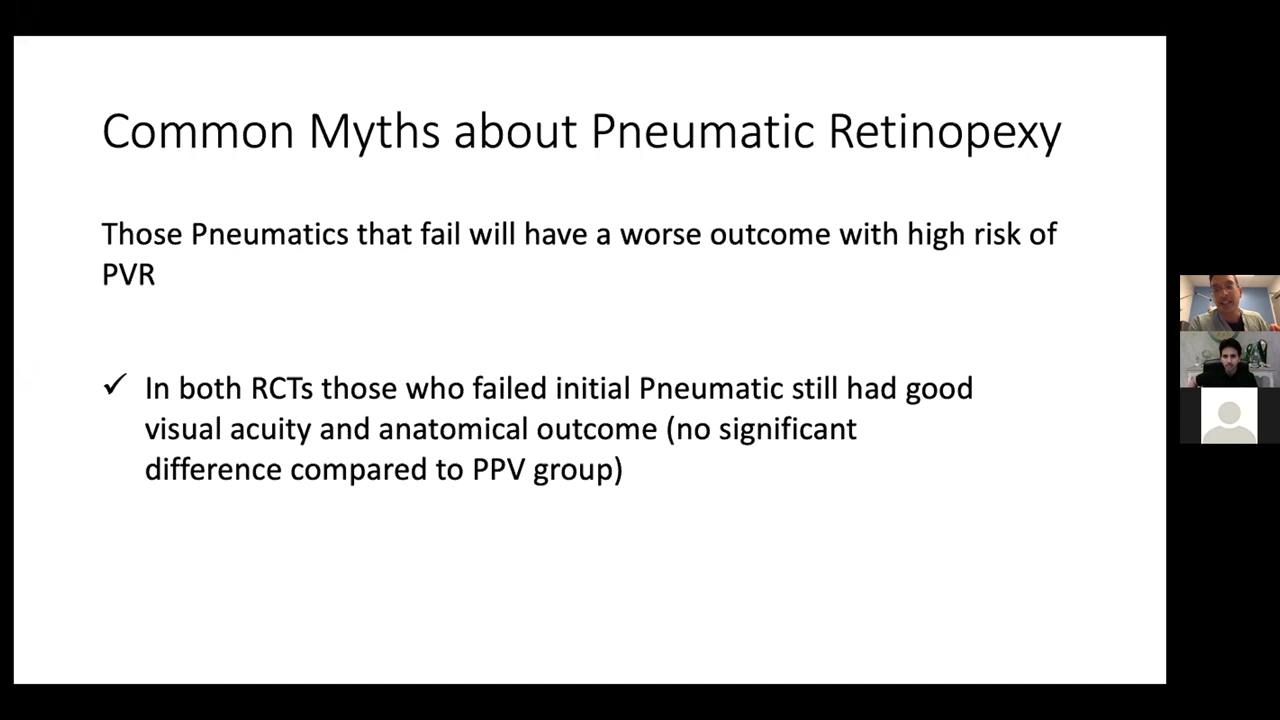 Common Myths about Pneumatic Retinopexy
Those Pneumatics that fail will have a worse outcome with high risk of
PVR
✓ In both RCTs those who failed initial Pneumatic still had good
visual acuity and anatomical outcome (no significant
difference compared to PPV group)